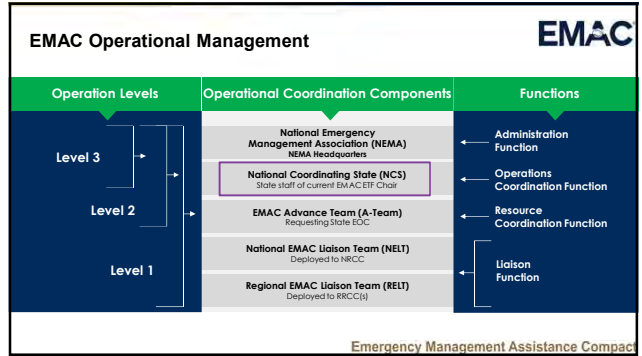 EMAC Operational Management
EMAC
Operation Levels
Operational Coordination Components
Functions
Level 3
Level 2
Level 1
National Emergency
Management Association (NEMA)
NEMA Headquarters
National Coordinating State (NCS)
State staff of current EMAC ETF Chair
EMAC Advance Team (A-Team)
Requesting State EOC
National EMAC Liaison Team (NELT)
Deployed to NRCC
Regional EMAC Liaison Team (RELT)
Deployed to RRCC(s)
Administration
Function
Operations
Coordination Function
Resource
Coordination Function
Liaison
Function
Emergency Management Assistance Compact